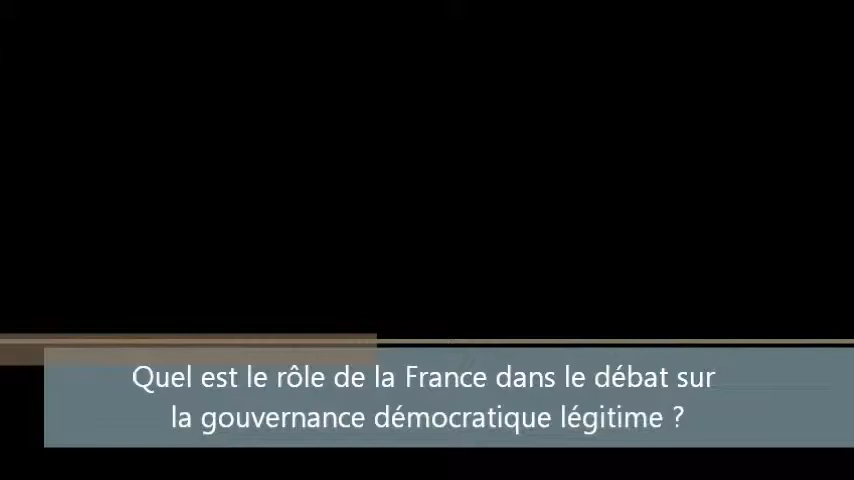 Quel est le rôle de la France dans le débat sur
la gouvernance démocratique légitime ?